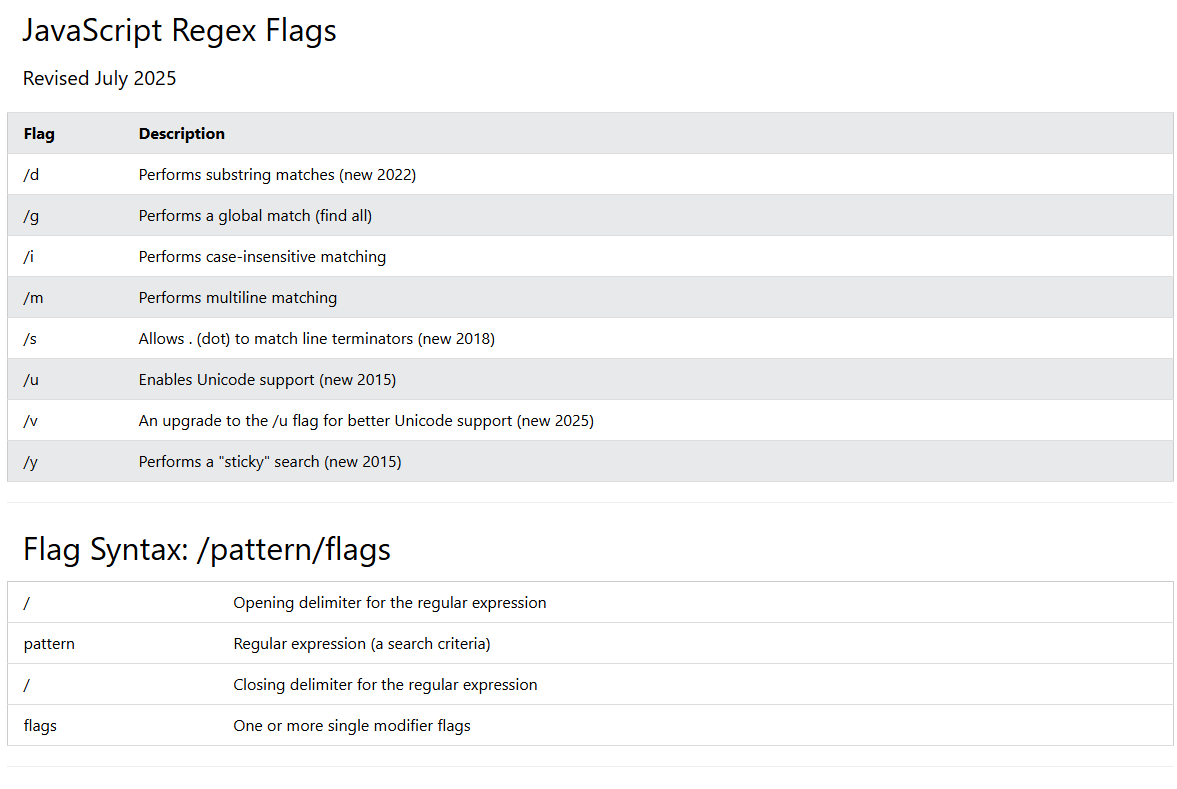 JavaScript Regex Flags
Revised July 2025
Flag Description
/d Performs substring matches (new 2022)
/g Performs a global match (find all)
/i Performs case-insensitive matching
/m Performs multiline matching
/s Allows . (dot) to match line terminators (new 2018)
/u Enables Unicode support (new 2015)
/v An upgrade to the /u flag for better Unicode support (new 2025)
/y Performs a "sticky" search (new 2015)
Flag Syntax: /pattern/flags
/ Opening delimiter for the regular expression
pattern Regular expression (a search criteria)
/ Closing delimiter for the regular expression
flags One or more single modifier flags